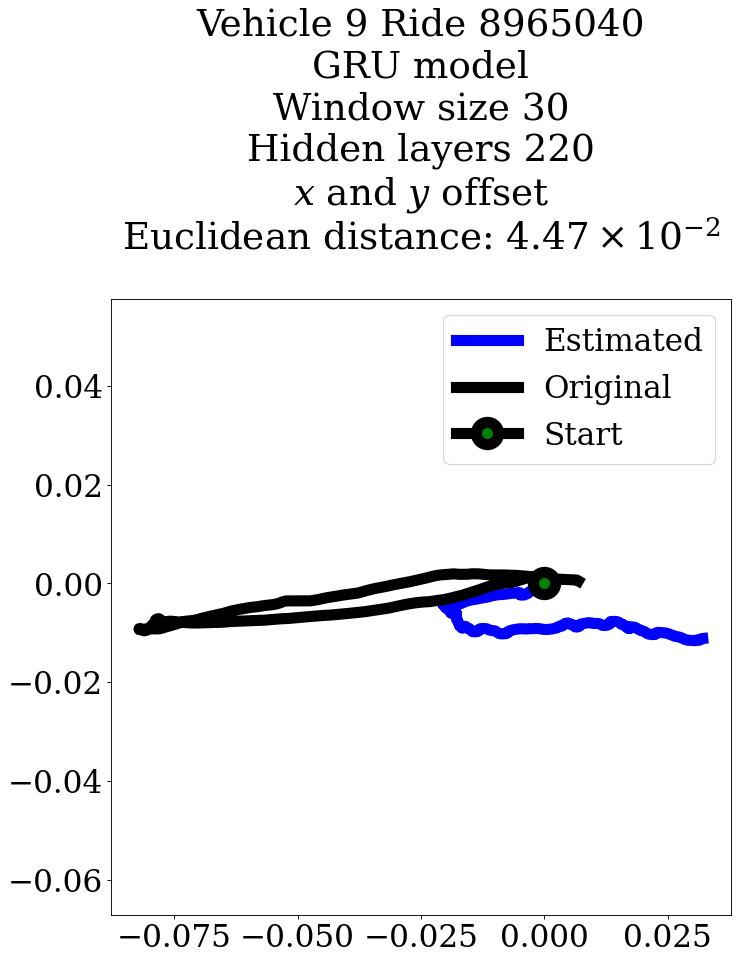 Vehicle 9 Ride 8965040
GRU model
Window size 30
Hidden layers 220
x and y offset
Euclidean distance: 4.47 × 10⁻²
Estimated
Original
Start
0.04
0.02
0.00
−0.02
−0.04
−0.06
−0.075 −0.050 −0.025 0.000 0.025